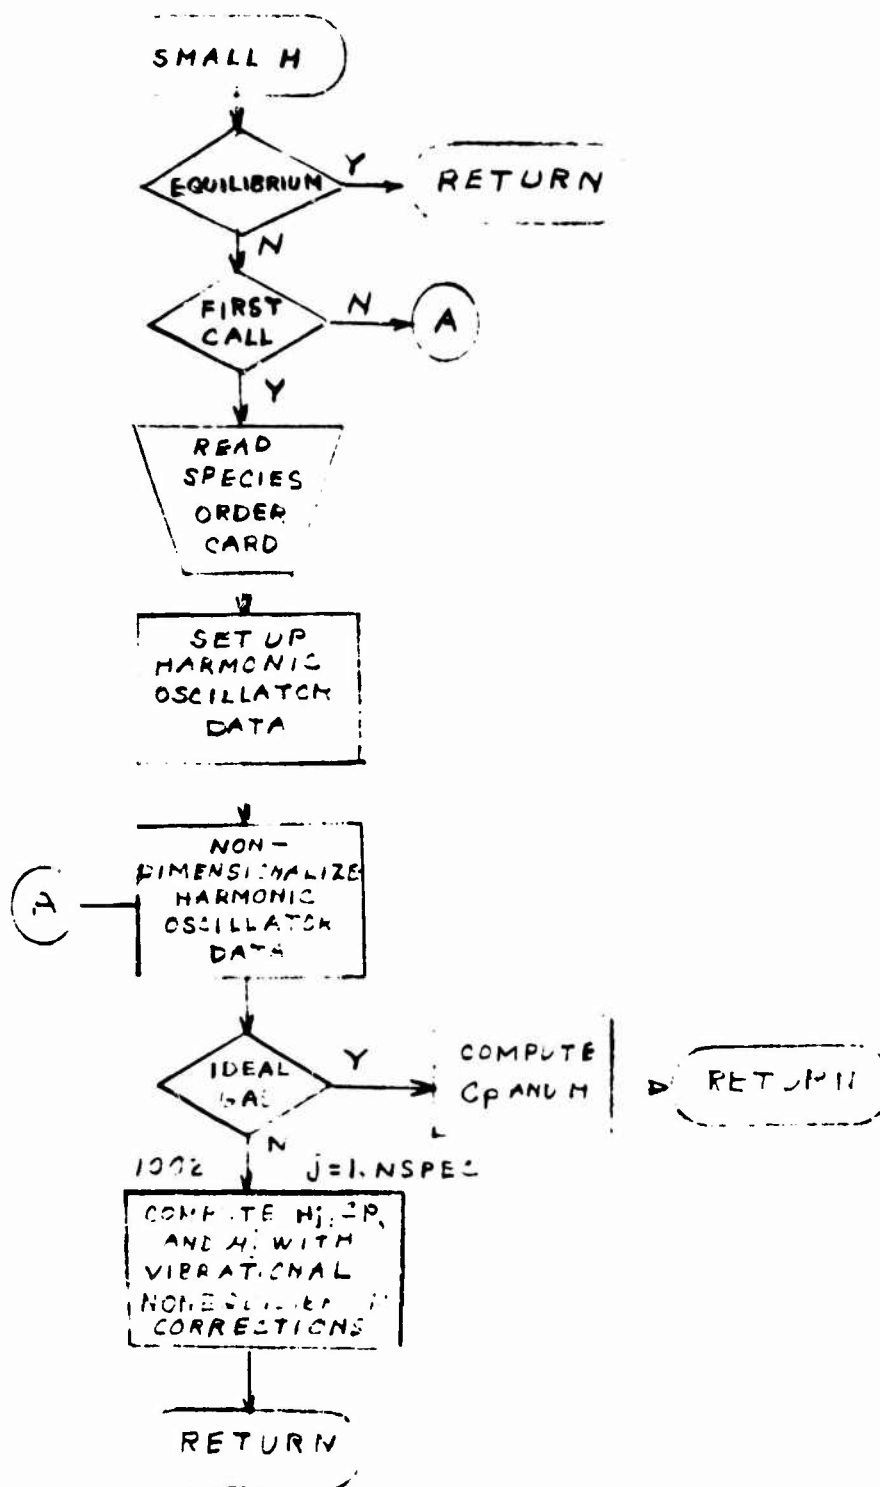 SMALL H
EQUILIBRIUM
Y
RETURN
N
FIRST
CALL
N
A
Y
READ
SPECIES
ORDER
CARD
SET UP
HARMONIC
OSCILLATOR
DATA
NON-
DIMENSIONALIZE
A
HARMONIC
OSCILLATOR
DATA
IDEAL
GAS
Y
COMPUTE
Cp AND H
RETURN
N
j=1, NSPEC
COMPUTE Hj,
AND WITH
VIBRATIONAL
CORRECTIONS
RETURN